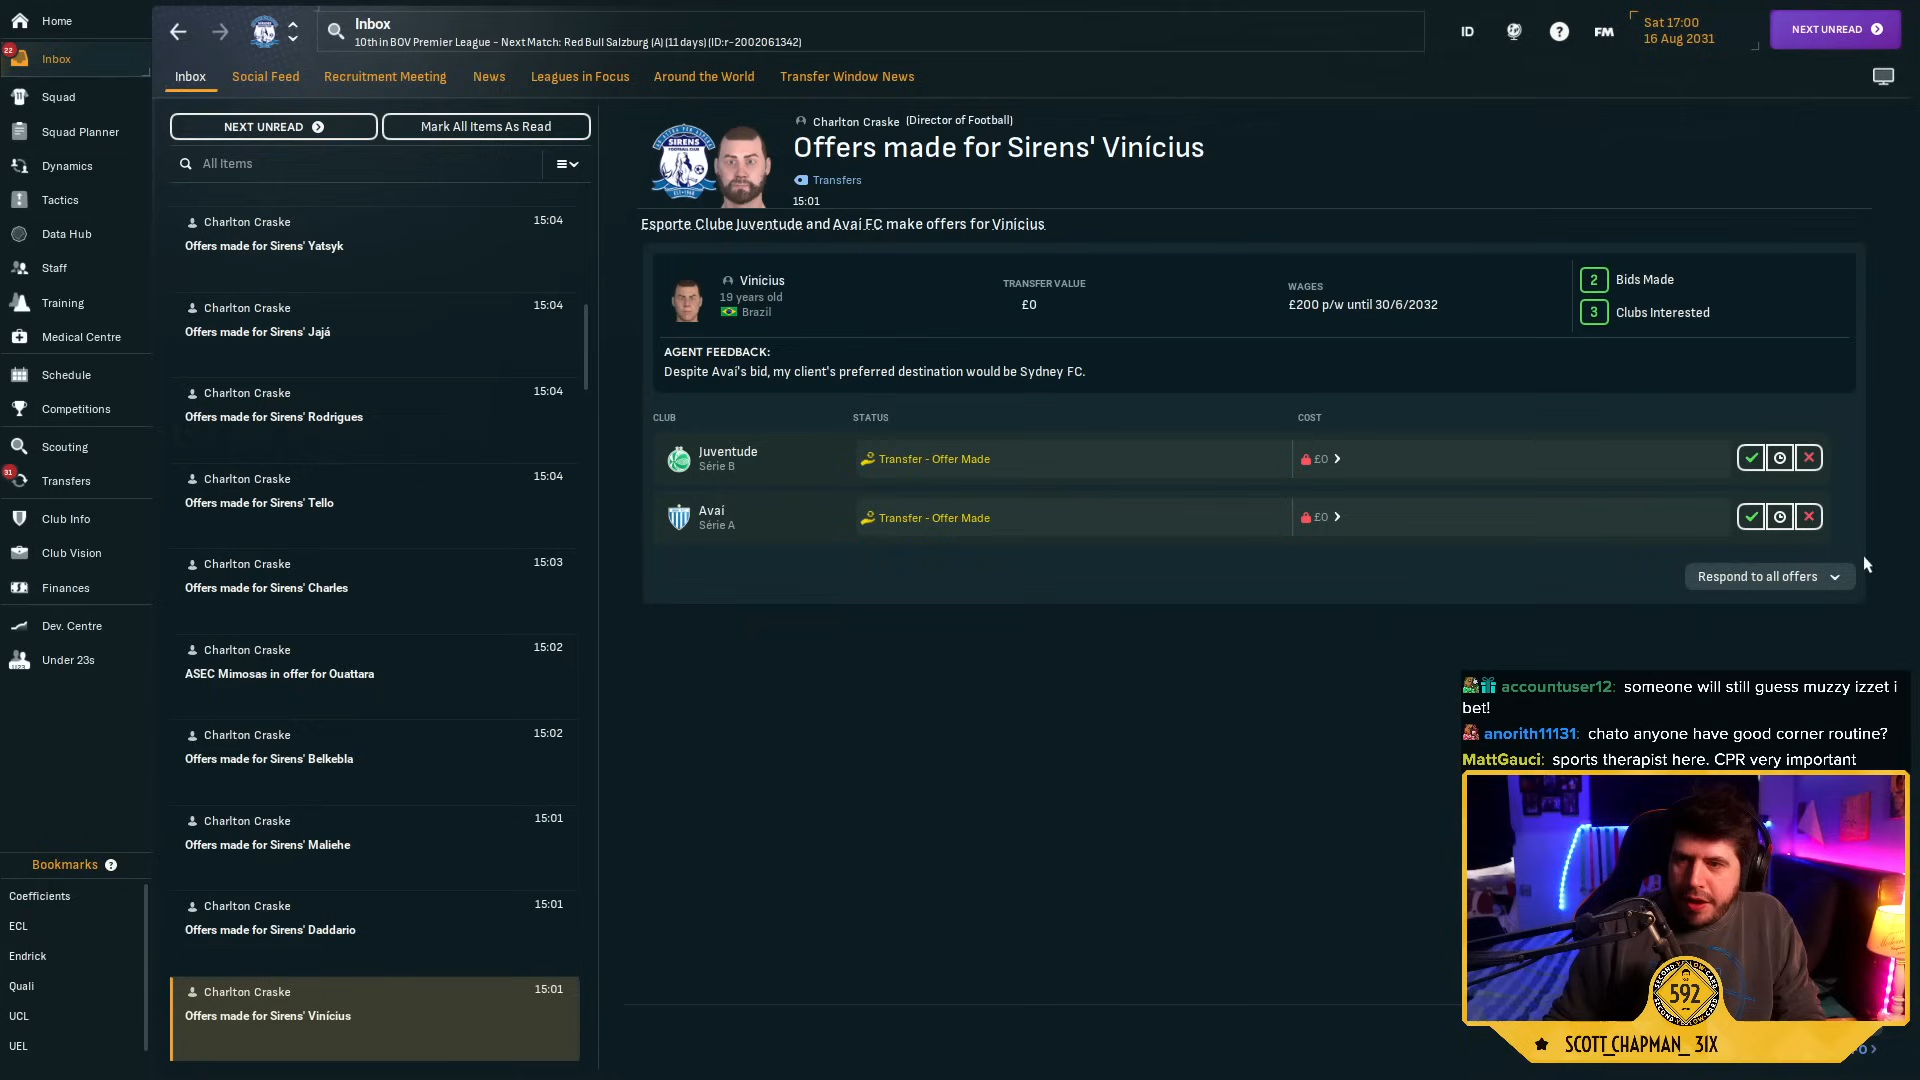 Home
22
Inbox
Squad
Squad Planner
Dynamics
Tactics
Data Hub
Staff
Training
Medical Centre
Schedule
Competitions
Scouting
31
Transfers
Club Info
Club Vision
Finances
Dev. Centre
Under 23s
Bookmarks ?
Coefficients
ECL
Endrick
Quali
UCL
UEL
Inbox
10th in BOV Premier League - Next Match: Red Bull Salzburg (A) (11 days) (ID:r-2002061342)
ID
?
FM
Sat 17:00
16 Aug 2031
NEXT UNREAD
Inbox Social Feed Recruitment Meeting News Leagues in Focus Around the World Transfer Window News
NEXT UNREAD
Mark All Items As Read
All Items
Charlton Craske 15:04
Offers made for Sirens' Yatsyk
Charlton Craske 15:04
Offers made for Sirens' Jajá
Charlton Craske 15:04
Offers made for Sirens' Rodrigues
Charlton Craske 15:04
Offers made for Sirens' Tello
Charlton Craske 15:03
Offers made for Sirens' Charles
Charlton Craske 15:02
ASEC Mimosas in offer for Ouattara
Charlton Craske 15:02
Offers made for Sirens' Belkebla
Charlton Craske 15:01
Offers made for Sirens' Maliehe
Charlton Craske 15:01
Offers made for Sirens' Daddario
Charlton Craske 15:01
Offers made for Sirens' Vinícius
SIRENS
Charlton Craske (Director of Football)
Offers made for Sirens' Vinícius
Transfers
15:01
Esporte Clube Juventude and Avaí FC make offers for Vinícius
Vinícius
19 years old
Brazil
TRANSFER VALUE
£0
WAGES
£200 p/w until 30/6/2032
2 Bids Made
3 Clubs Interested
AGENT FEEDBACK:
Despite Avaí's bid, my client's preferred destination would be Sydney FC.
CLUB STATUS COST
Juventude
Série B
Transfer - Offer Made
£0
Avaí
Série A
Transfer - Offer Made
£0
Respond to all offers
accountuser12: someone will still guess muzzy izzet i
bet!
anorith11131: chato anyone have good corner routine?
MattGauci: sports therapist here. CPR very important
592
SCOTT_CHAPMAN_ 31X